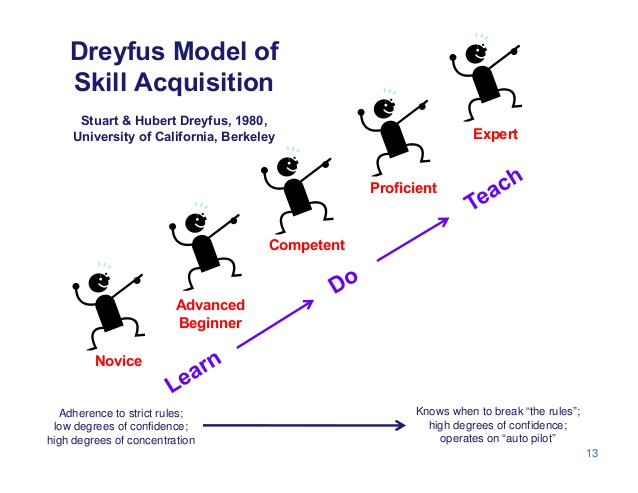 Dreyfus Model of
Skill Acquisition
Stuart & Hubert Dreyfus, 1980,
University of California, Berkeley
Expert
Proficient
Competent
Advanced
Beginner
Novice
Learn
Do
Teach
Adherence to strict rules;
low degrees of confidence;
high degrees of concentration
Knows when to break “the rules”;
high degrees of confidence;
operates on “auto pilot”
13